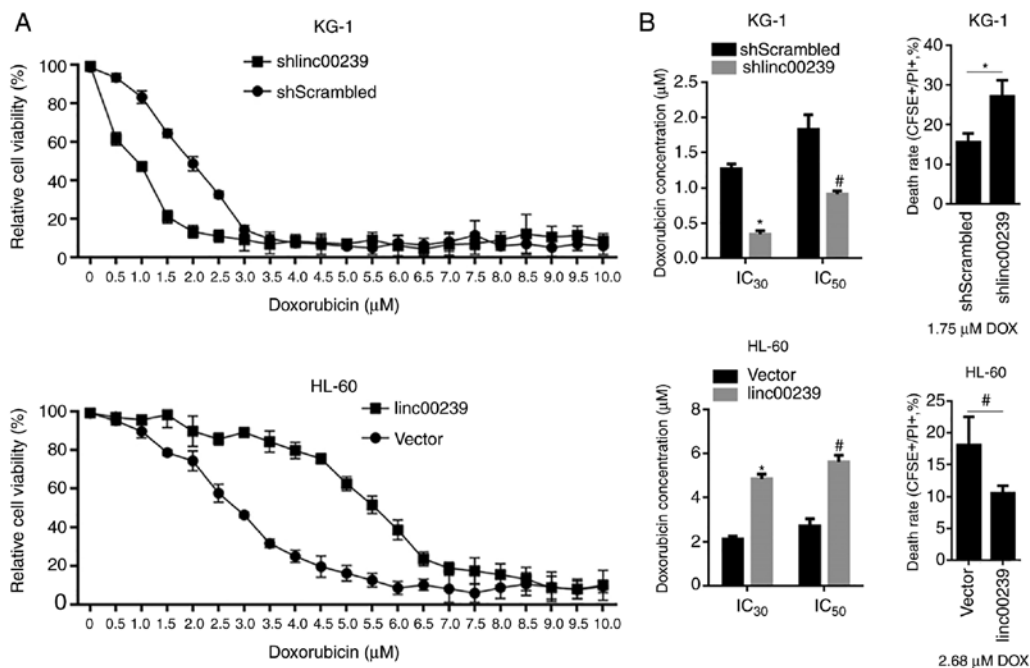 A
KG-1
Relative cell viability (%)
100
80
60
40
20
0
shlinc00239
shScrambled
0 0.5 1.0 1.5 2.0 2.5 3.0 3.5 4.0 4.5 5.0 5.5 6.0 6.5 7.0 7.5 8.0 8.5 9.0 9.5 10.0
Doxorubicin (μM)
HL-60
Relative cell viability (%)
100
80
60
40
20
0
linc00239
Vector
0 0.5 1.0 1.5 2.0 2.5 3.0 3.5 4.0 4.5 5.0 5.5 6.0 6.5 7.0 7.5 8.0 8.5 9.0 9.5 10.0
Doxorubicin (μM)
B
KG-1
shScrambled
shlinc00239
Doxorubicin concentration (μM)
2.5
2.0
1.5
1.0
0.5
0.0
*
#
IC30 IC50
KG-1
Death rate (CFSE+/PI+,%)
40
30
20
10
0
*
shScrambled
shlinc00239
1.75 μM DOX
HL-60
Vector
linc00239
Doxorubicin concentration (μM)
8
6
4
2
0
*
#
IC30 IC50
HL-60
Death rate (CFSE+/PI+,%)
25
20
15
10
5
0
#
Vector
linc00239
2.68 μM DOX